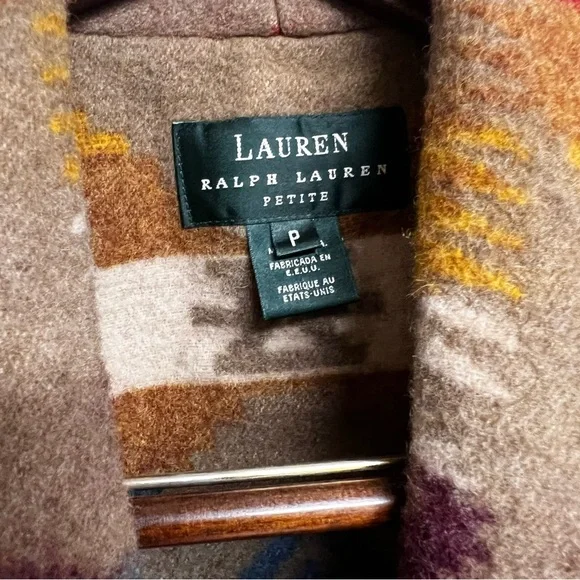 LAUREN
RALPH LAUREN
PETITE
P
FABRICADA EN
E.E.U.U.
FABRIQUE AU
ETATS-UNIS